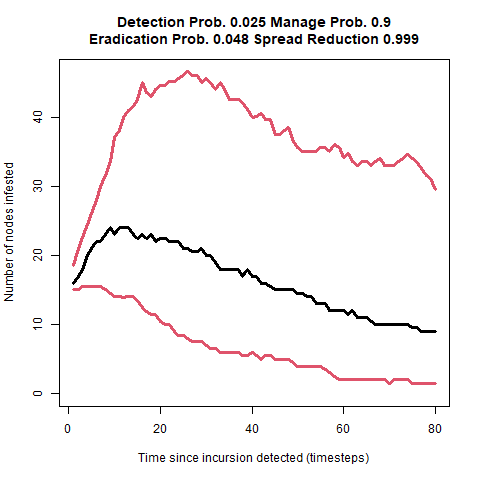 Detection Prob. 0.025 Manage Prob. 0.9
Eradication Prob. 0.048 Spread Reduction 0.999
Number of nodes infested
40
30
20
10
0
0 20 40 60 80
Time since incursion detected (timesteps)